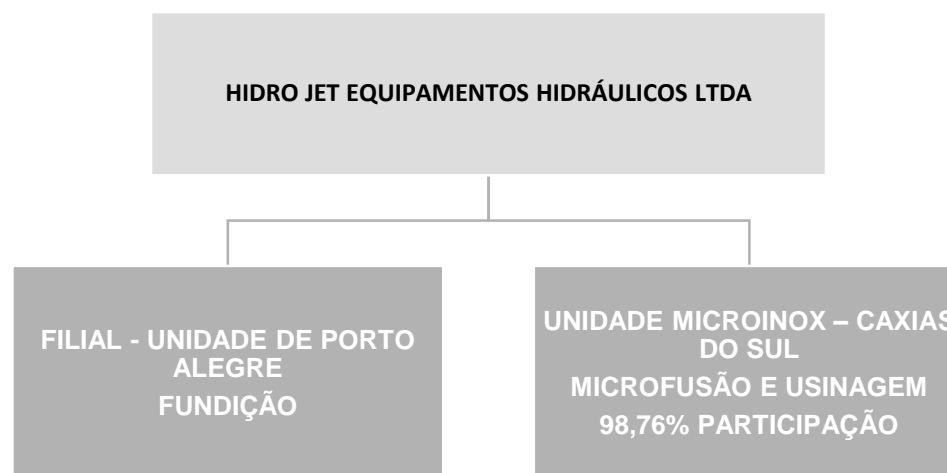 HIDRO JET EQUIPAMENTOS HIDRÁULICOS LTDA
FILIAL - UNIDADE DE PORTO
ALEGRE
FUNDIÇÃO
UNIDADE MICROINOX – CAXIAS
DO SUL
MICROFUSÃO E USINAGEM
98,76% PARTICIPAÇÃO